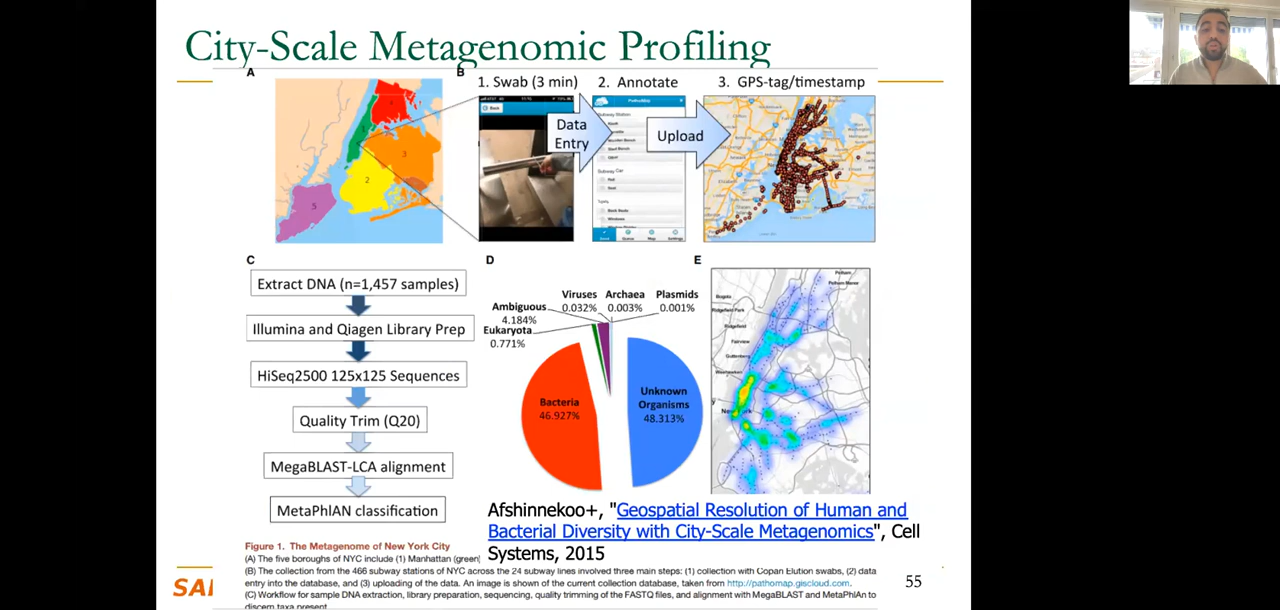 City-Scale Metagenomic Profiling
A
B
1. Swab (3 min)
2. Annotate
3. GPS-tag/timestamp
Data
Entry
Upload
3
2
5
C
Extract DNA (n=1,457 samples)
Illumina and Qiagen Library Prep
HiSeq2500 125x125 Sequences
Quality Trim (Q20)
MegaBLAST-LCA alignment
MetaPhlAN classification
D
Viruses
0.032%
Archaea
0.003%
Plasmids
0.001%
Ambiguous
4.184%
Eukaryota
0.771%
Bacteria
46.927%
Unknown
Organisms
48.313%
E
Afshinnekoo+, "Geospatial Resolution of Human and
Bacterial Diversity with City-Scale Metagenomics", Cell
Systems, 2015
Figure 1. The Metagenome of New York City
(A) The five boroughs of NYC include (1) Manhattan (green
(B) The collection from the 466 subway stations of NYC across the 24 subway lines involved three main steps: (1) collection with Copan Elution swabs, (2) data
entry into the database, and (3) uploading of the data. An image is shown of the current collection database, taken from http://pathomap.giscloud.com.
(C) Workflow for sample DNA extraction, library preparation, sequencing, quality trimming of the FASTQ files, and alignment with MegaBLAST and MetaPhlAn to
discern taxa present.
SAF
55